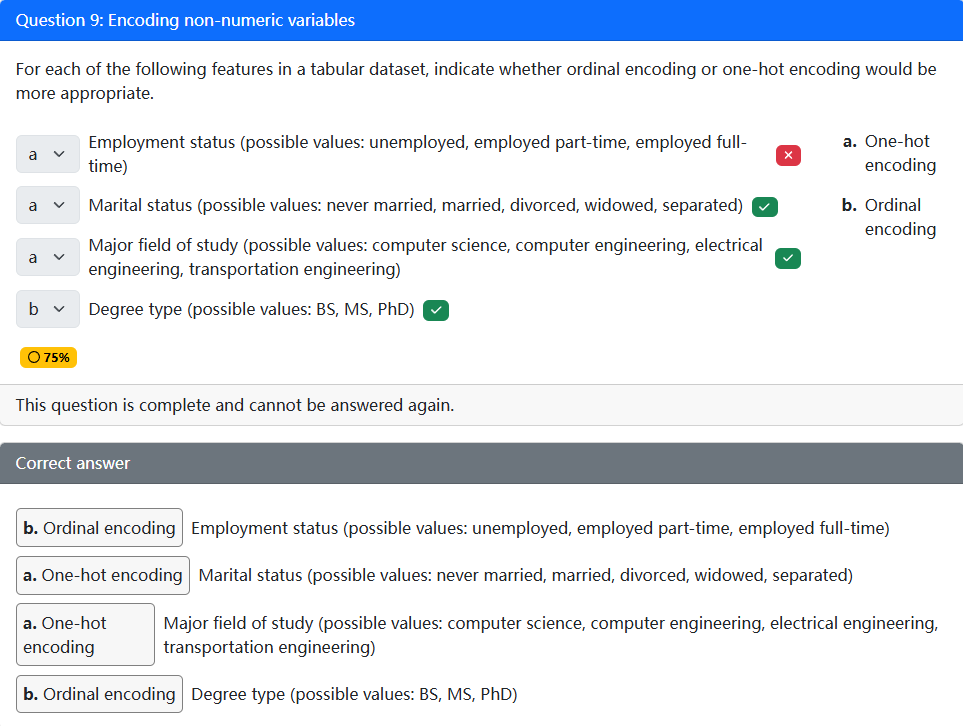 Question 9: Encoding non-numeric variables
For each of the following features in a tabular dataset, indicate whether ordinal encoding or one-hot encoding would be
more appropriate.
a
Employment status (possible values: unemployed, employed part-time, employed full-
time)
a
Marital status (possible values: never married, married, divorced, widowed, separated)
a
Major field of study (possible values: computer science, computer engineering, electrical
engineering, transportation engineering)
b
Degree type (possible values: BS, MS, PhD)
a. One-hot
encoding
b. Ordinal
encoding
75%
This question is complete and cannot be answered again.
Correct answer
b. Ordinal encoding Employment status (possible values: unemployed, employed part-time, employed full-time)
a. One-hot encoding Marital status (possible values: never married, married, divorced, widowed, separated)
a. One-hot
encoding
Major field of study (possible values: computer science, computer engineering, electrical engineering,
transportation engineering)
b. Ordinal encoding Degree type (possible values: BS, MS, PhD)